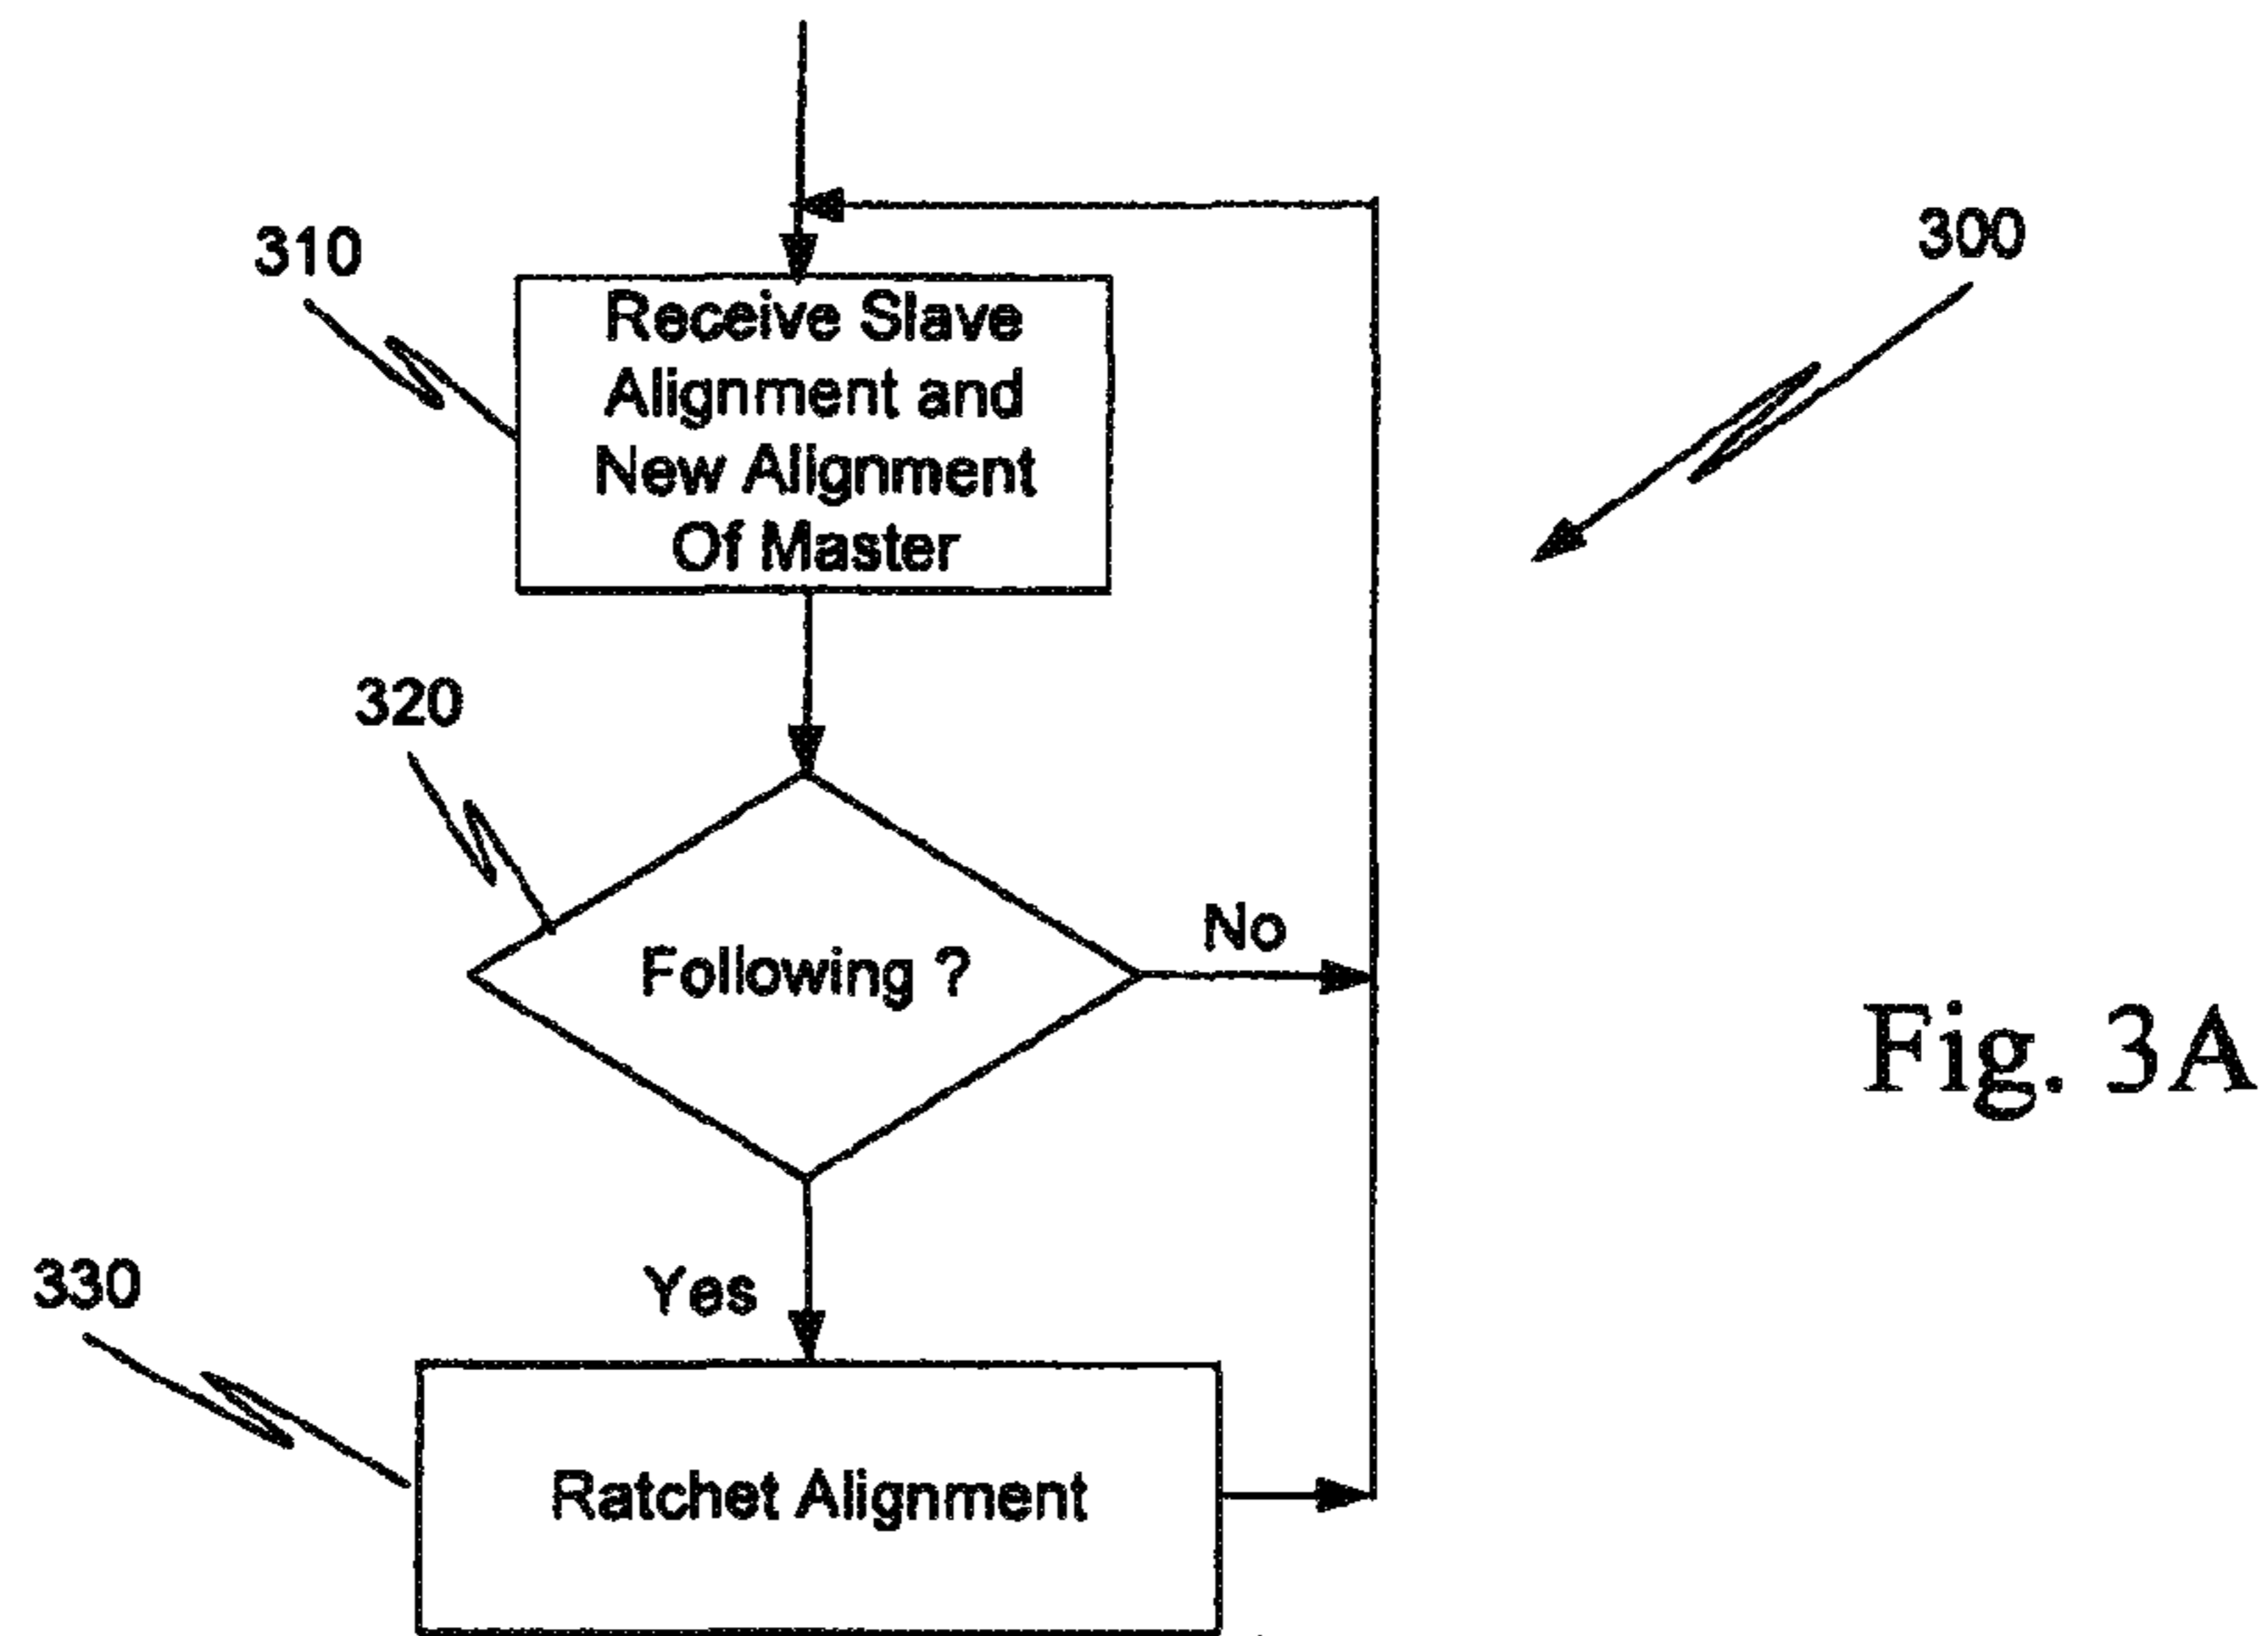 310
300
Receive Slave
Alignment and
New Alignment
Of Master
320
Following ?
No
Fig. 3A
Yes
330
Ratchet Alignment